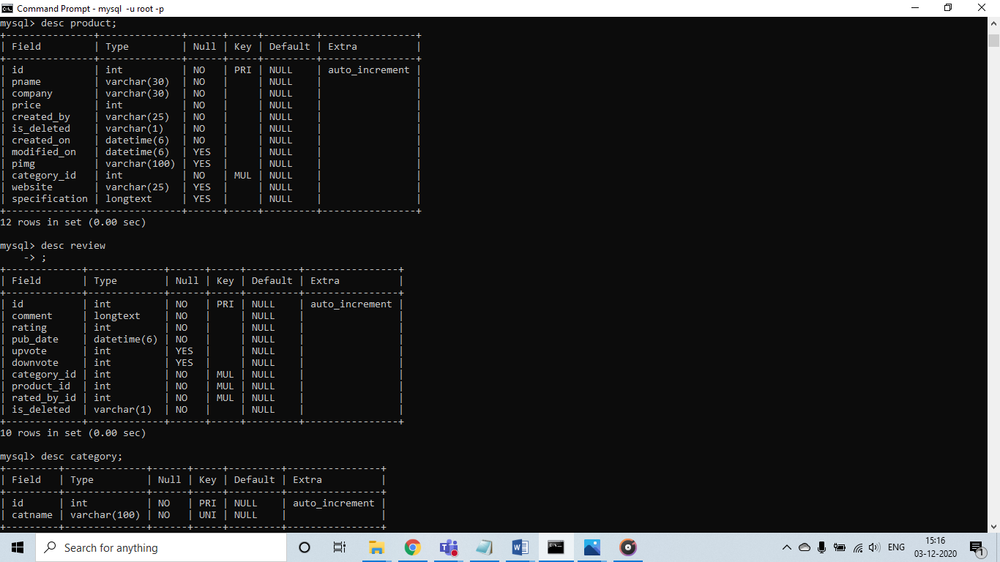 Command Prompt - mysql  -u root -p
mysql> desc product;
+---------------+--------------+------+-----+---------+----------------+
| Field         | Type         | Null | Key | Default | Extra          |
+---------------+--------------+------+-----+---------+----------------+
| id            | int          | NO   | PRI | NULL    | auto_increment |
| pname         | varchar(30)  | NO   |     | NULL    |                |
| company       | varchar(30)  | NO   |     | NULL    |                |
| price         | int          | NO   |     | NULL    |                |
| created_by    | varchar(25)  | NO   |     | NULL    |                |
| is_deleted    | varchar(1)   | NO   |     | NULL    |                |
| created_on    | datetime(6)  | NO   |     | NULL    |                |
| modified_on   | datetime(6)  | YES  |     | NULL    |                |
| pimg          | varchar(100) | YES  |     | NULL    |                |
| category_id   | int          | NO   | MUL | NULL    |                |
| website       | varchar(25)  | YES  |     | NULL    |                |
| specification | longtext     | YES  |     | NULL    |                |
+---------------+--------------+------+-----+---------+----------------+
12 rows in set (0.00 sec)
mysql> desc review
    -> ;
+-------------+-------------+------+-----+---------+----------------+
| Field       | Type        | Null | Key | Default | Extra          |
+-------------+-------------+------+-----+---------+----------------+
| id          | int         | NO   | PRI | NULL    | auto_increment |
| comment     | longtext    | NO   |     | NULL    |                |
| rating      | int         | NO   |     | NULL    |                |
| pub_date    | datetime(6) | NO   |     | NULL    |                |
| upvote      | int         | YES  |     | NULL    |                |
| downvote    | int         | YES  |     | NULL    |                |
| category_id | int         | NO   | MUL | NULL    |                |
| product_id  | int         | NO   | MUL | NULL    |                |
| rated_by_id | int         | NO   | MUL | NULL    |                |
| is_deleted  | varchar(1)  | NO   |     | NULL    |                |
+-------------+-------------+------+-----+---------+----------------+
10 rows in set (0.00 sec)
mysql> desc category;
+---------+--------------+------+-----+---------+----------------+
| Field   | Type         | Null | Key | Default | Extra          |
+---------+--------------+------+-----+---------+----------------+
| id      | int          | NO   | PRI | NULL    | auto_increment |
| catname | varchar(100) | NO   | UNI | NULL    |                |
+---------+--------------+------+-----+---------+----------------+
Search for anything
ENG
15:16
03-12-2020
1